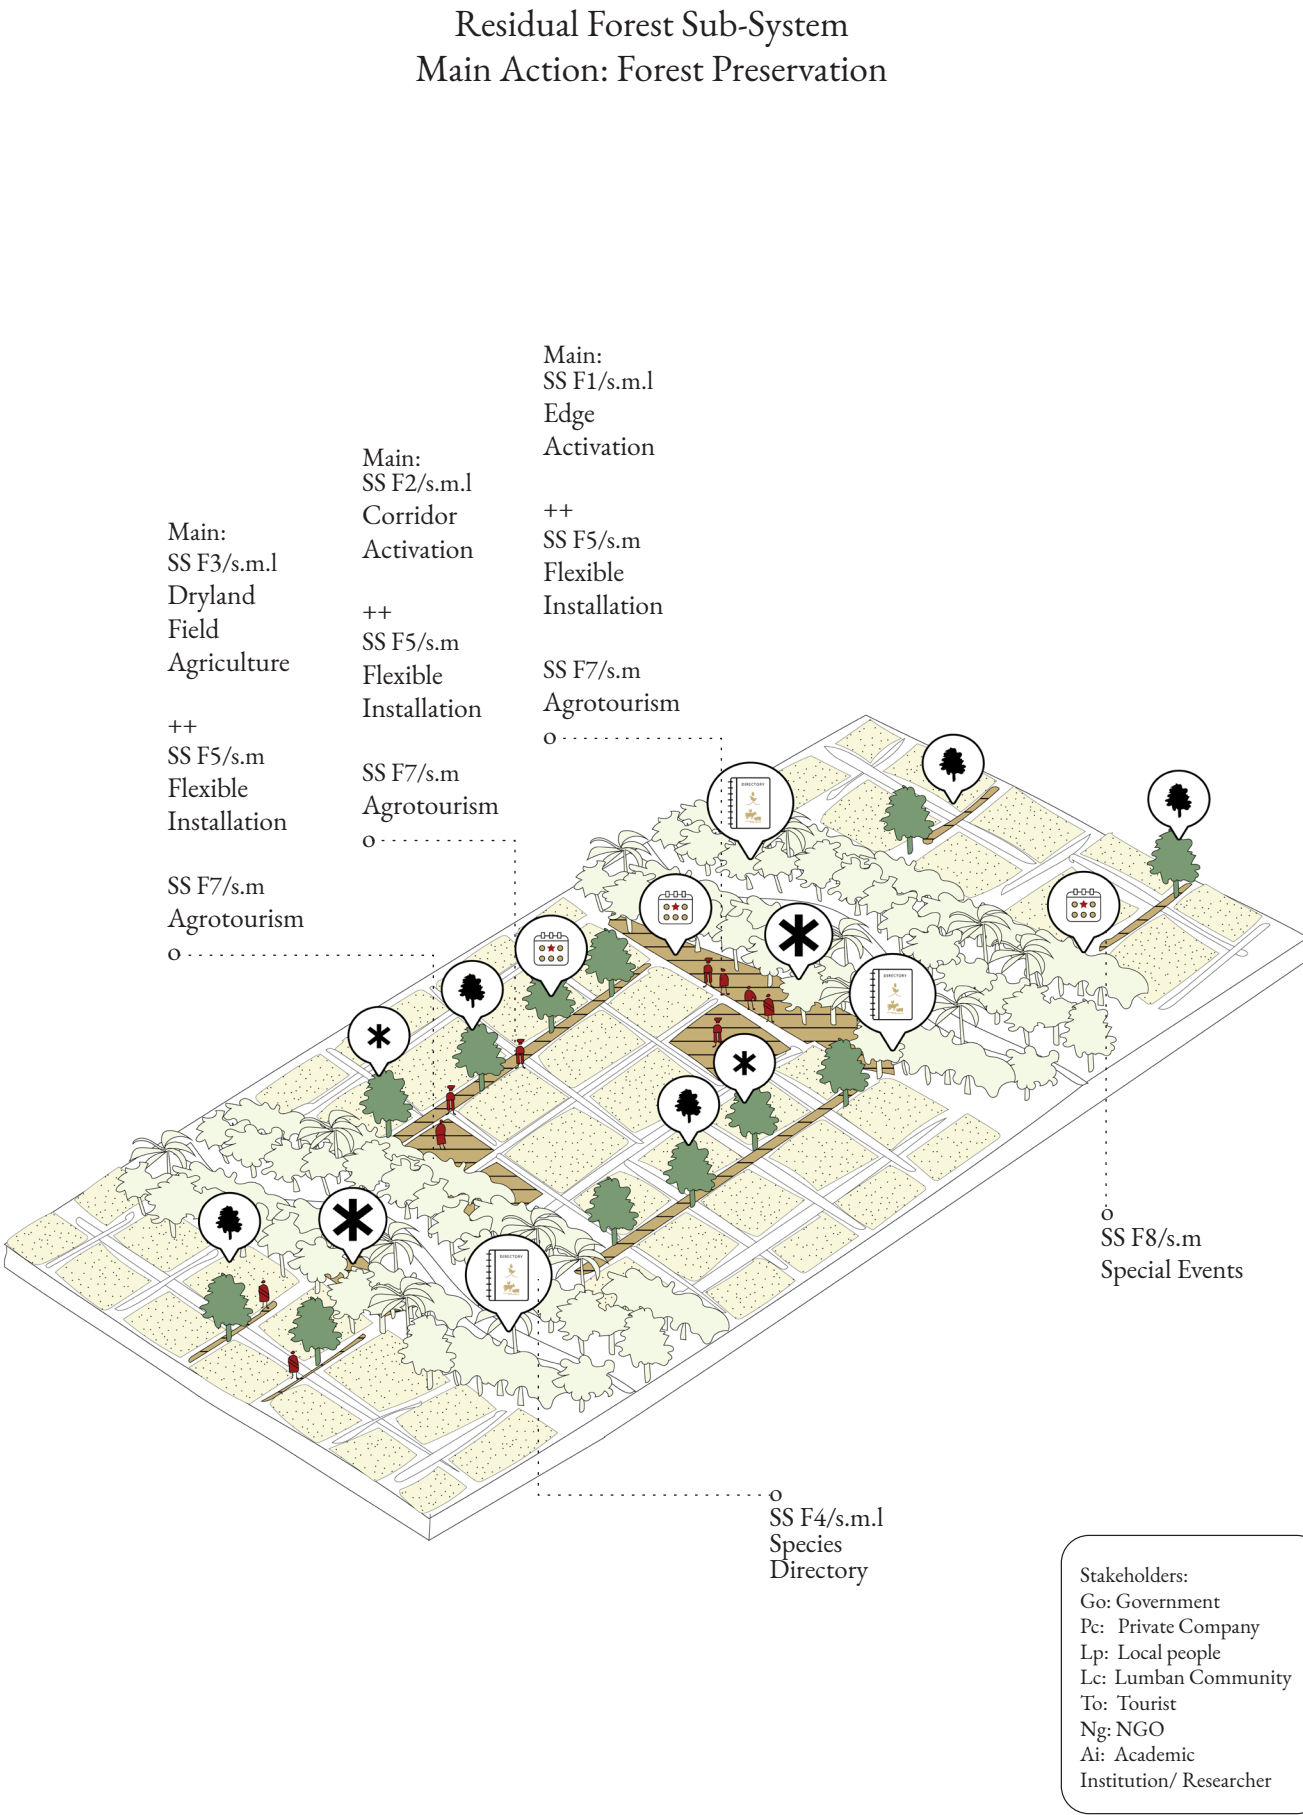 Residual Forest Sub-System
Main Action: Forest Preservation
Main:
SS F1/s.m.l
Edge
Activation
++
SS F5/s.m
Flexible
Installation
SS F7/s.m
Agrotourism
o
Main:
SS F2/s.m.l
Corridor
Activation
++
SS F5/s.m
Flexible
Installation
SS F7/s.m
Agrotourism
o
Main:
SS F3/s.m.l
Dryland
Field
Agriculture
++
SS F5/s.m
Flexible
Installation
SS F7/s.m
Agrotourism
o
DIRECTORY
DIRECTORY
DIRECTORY
o
SS F8/s.m
Special Events
o
SS F4/s.m.l
Species
Directory
Stakeholders:
Go: Government
Pc: Private Company
Lp: Local people
Lc: Lumban Community
To: Tourist
Ng: NGO
Ai: Academic
Institution/ Researcher